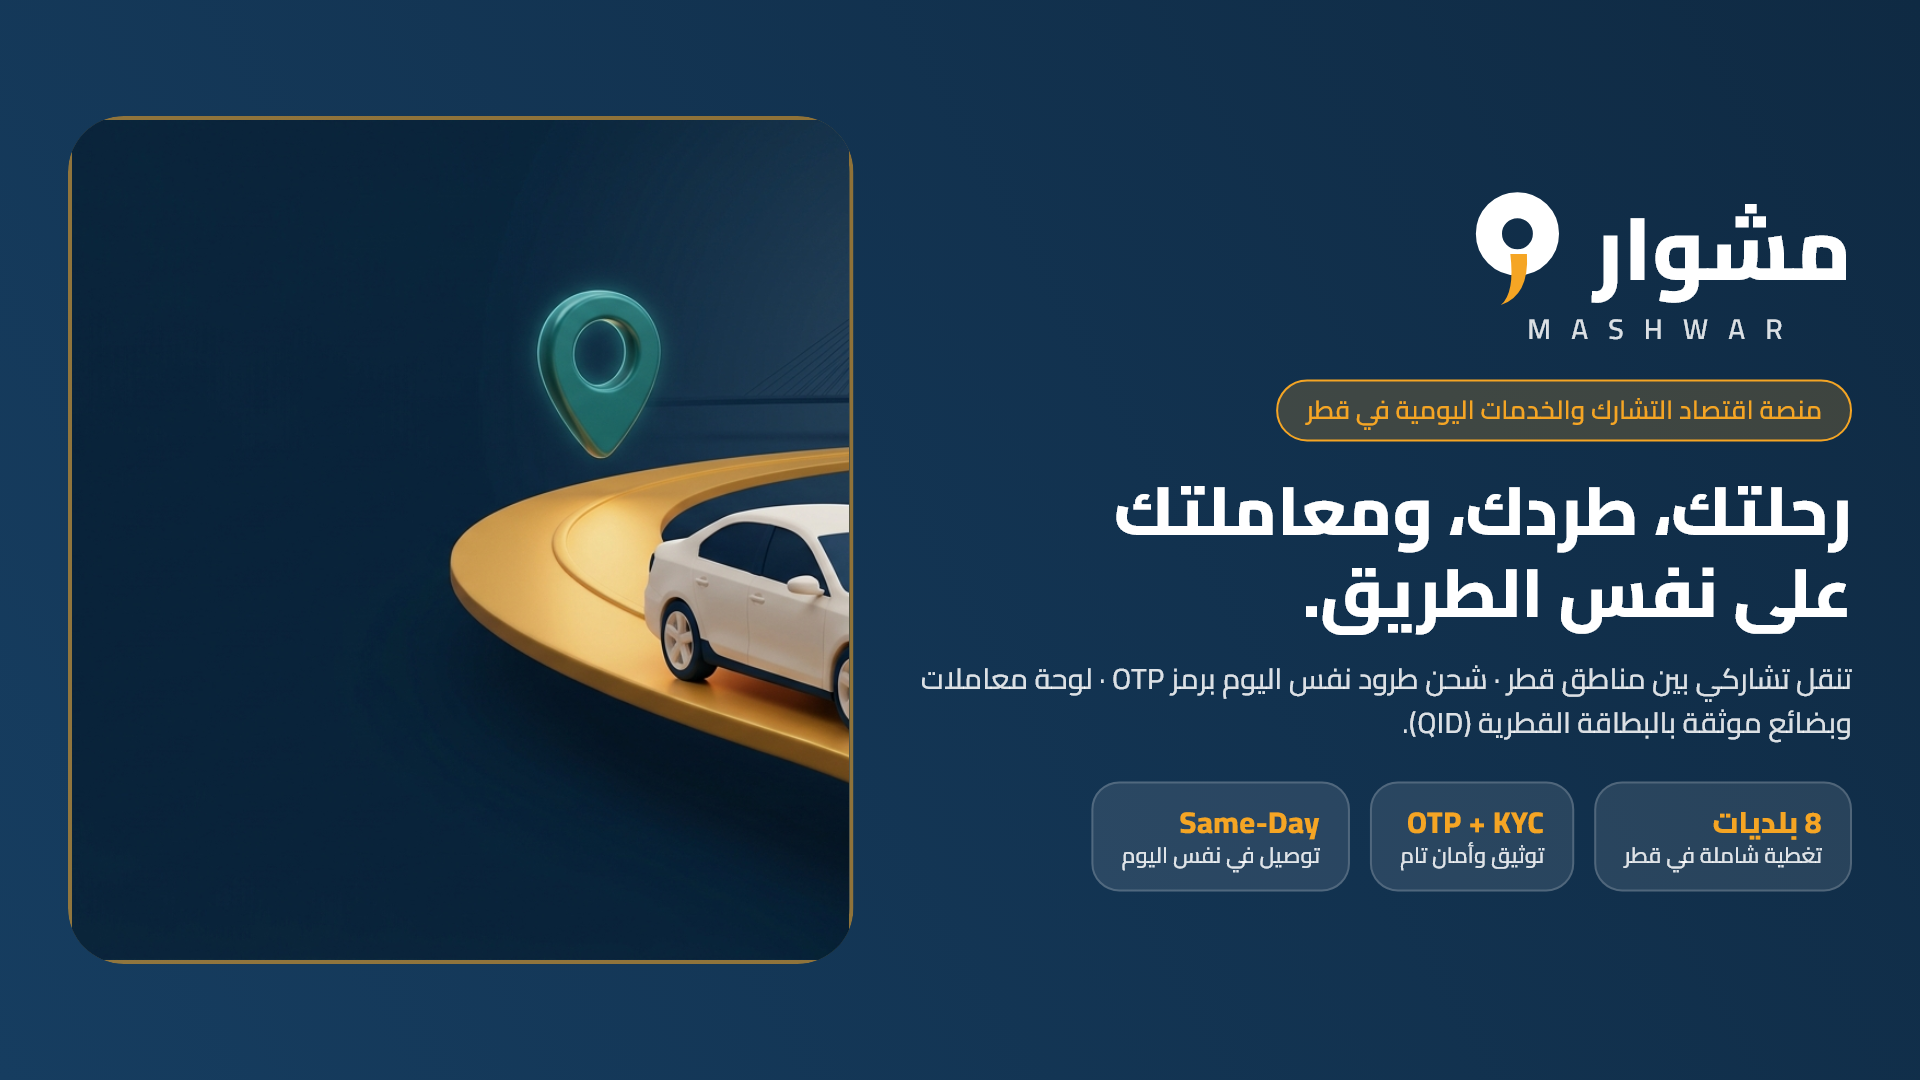 مشوار
MASHWAR
منصة اقتصاد التشارك والخدمات اليومية في قطر
رحلتك، طردك، ومعاملتك
على نفس الطريق.
تنقل تشاركي بين مناطق قطر · شحن طرود نفس اليوم برمز OTP · لوحة معاملات
وبضائع موثقة بالبطاقة القطرية (QID).
8 بلديات
تغطية شاملة في قطر
OTP + KYC
توثيق وأمان تام
Same-Day
توصيل في نفس اليوم